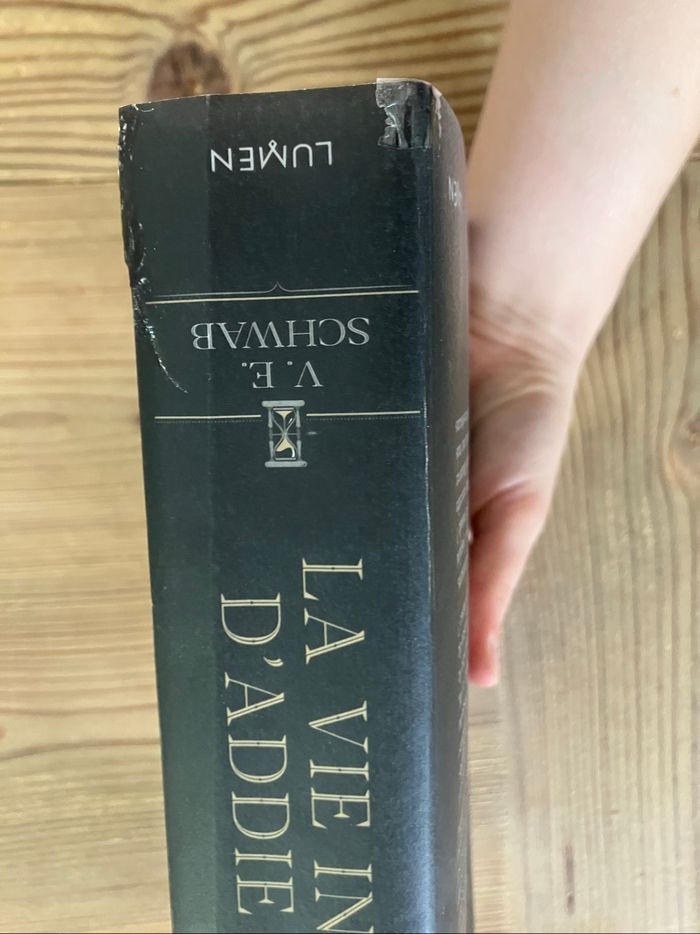 LUMEN
V. E.
SCHWAB
LA VIE IN
D'ADDIE